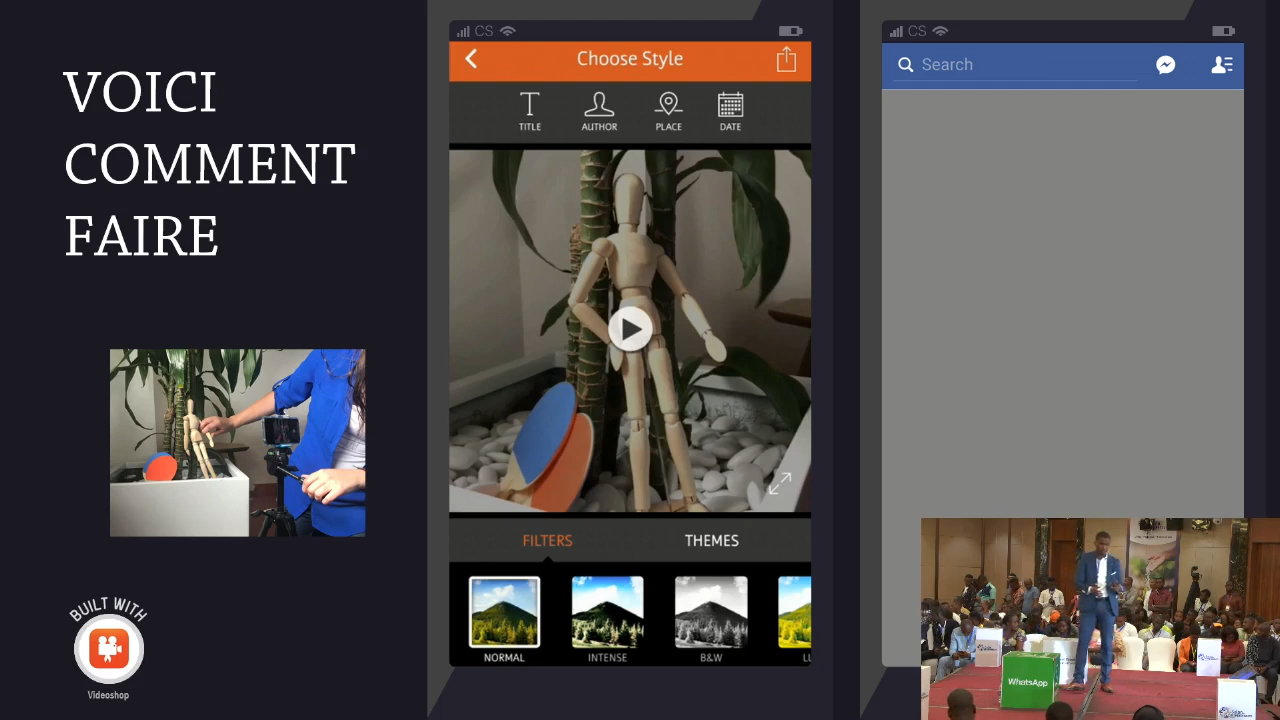 VOICI
COMMENT
FAIRE
BUILT WITH
Videoshop
CS
Choose Style
TITLE
AUTHOR
PLACE
DATE
FILTERS
THEMES
NORMAL
INTENSE
B&W
LU
CS
Search
WhatsApp